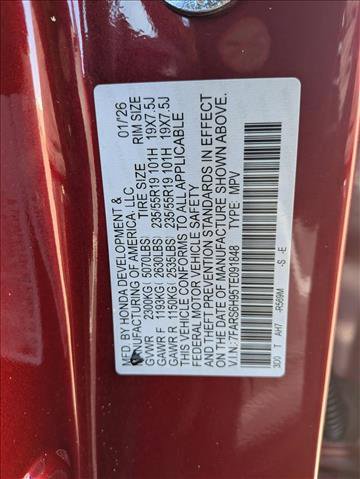 MFD. BY HONDA DEVELOPMENT & 01/26
MANUFACTURING OF AMERICA, LLC
TIRE SIZE RIM SIZE
GVWR 2300KG (5070LBS)
GAWR F 1193KG (2630LBS) 235/55R19 101H 19X7.5J
GAWR R 1150KG (2535LBS) 235/55R19 101H 19X7.5J
THIS VEHICLE CONFORMS TO ALL APPLICABLE
FEDERAL MOTOR VEHICLE SAFETY
AND THEFT PREVENTION STANDARDS IN EFFECT
ON THE DATE OF MANUFACTURE SHOWN ABOVE.
V.I.N.:7FARS6H95TE091848 TYPE: MPV
3D0 T AH7 -R569M -S -E